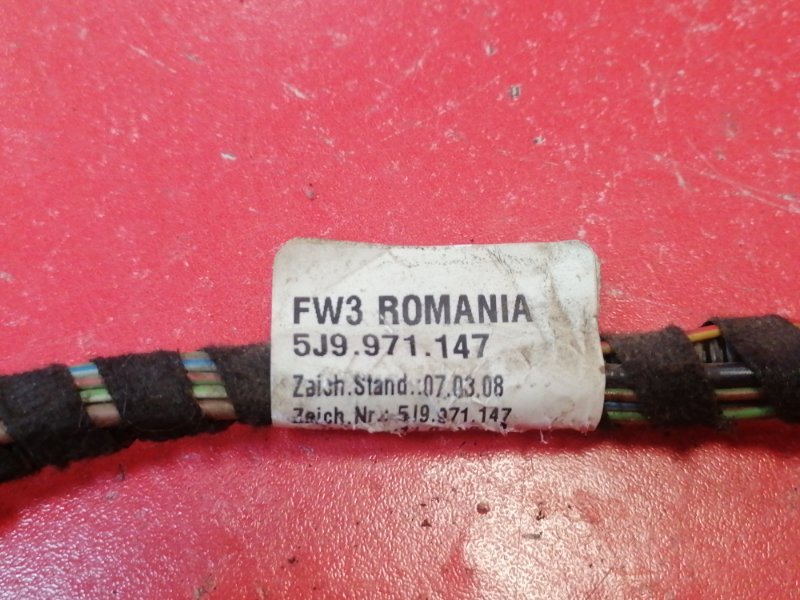 FW3 ROMANIA
5J9.971.147
Zeich.Stand.:07.03.08
Zeich.Nr.: 5J9.971.147